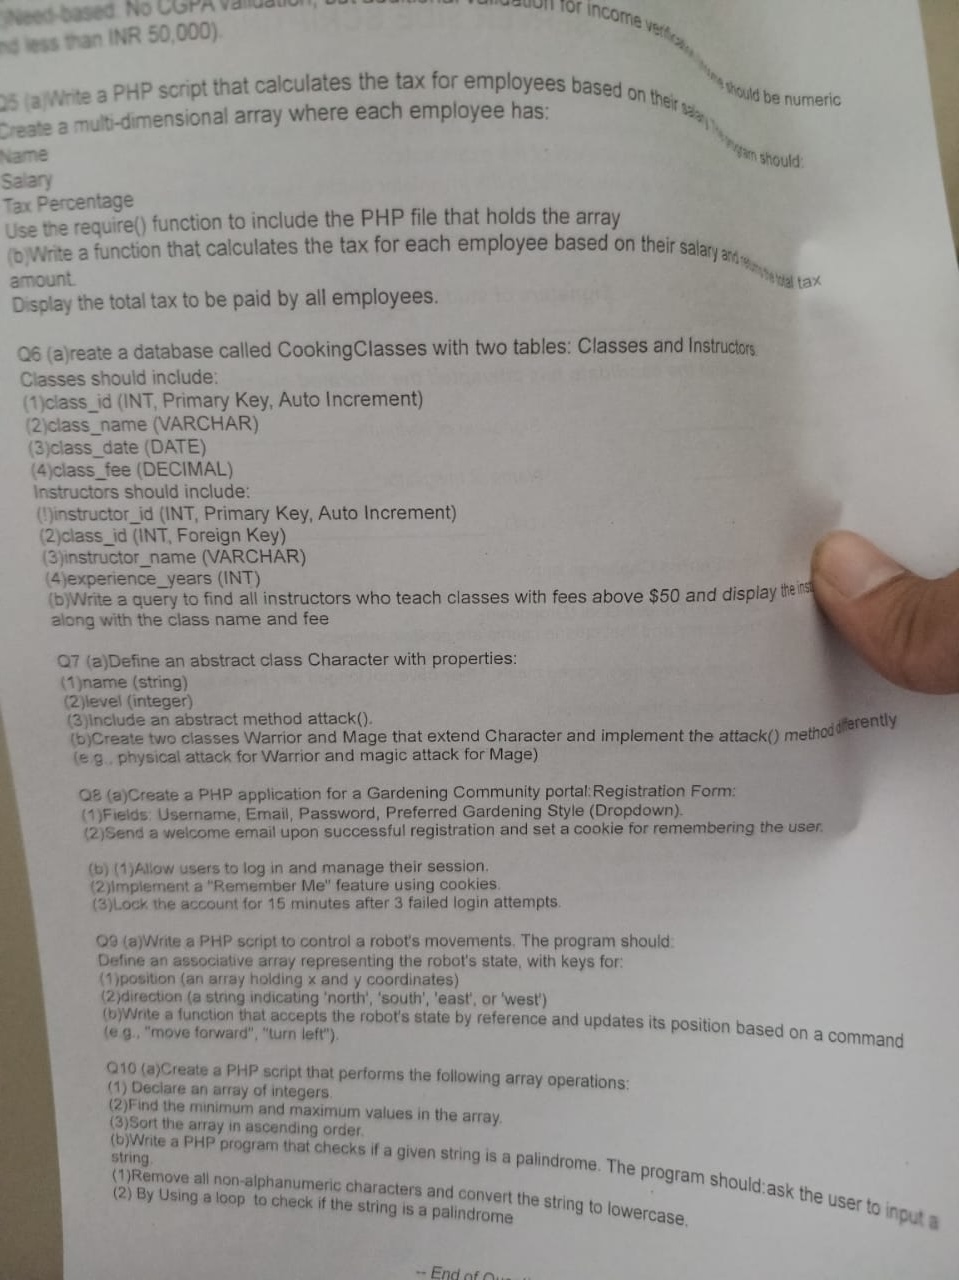 Need-based: No CGPA validation, but additional validation for income verification
should be numeric
nd less than INR 50,000).
Q5 (a)Write a PHP script that calculates the tax for employees based on their salary. The program should:
Create a multi-dimensional array where each employee has:
Name
Salary
Tax Percentage
Use the require() function to include the PHP file that holds the array
(b)Write a function that calculates the tax for each employee based on their salary and returns the total tax
amount.
Display the total tax to be paid by all employees.
Q6 (a)reate a database called CookingClasses with two tables: Classes and Instructors.
Classes should include:
(1)class_id (INT, Primary Key, Auto Increment)
(2)class_name (VARCHAR)
(3)class_date (DATE)
(4)class_fee (DECIMAL)
Instructors should include:
(!)instructor_id (INT, Primary Key, Auto Increment)
(2)class_id (INT, Foreign Key)
(3)instructor_name (VARCHAR)
(4)experience_years (INT)
(b)Write a query to find all instructors who teach classes with fees above $50 and display the
along with the class name and fee
Q7 (a)Define an abstract class Character with properties:
(1)name (string)
(2)level (integer)
(3)Include an abstract method attack().
(b)Create two classes Warrior and Mage that extend Character and implement the attack() method differently
(e.g., physical attack for Warrior and magic attack for Mage)
Q8 (a)Create a PHP application for a Gardening Community portal:Registration Form:
(1)Fields: Username, Email, Password, Preferred Gardening Style (Dropdown).
(2)Send a welcome email upon successful registration and set a cookie for remembering the user.
(b) (1)Allow users to log in and manage their session.
(2)Implement a "Remember Me" feature using cookies.
(3)Lock the account for 15 minutes after 3 failed login attempts.
Q9 (a)Write a PHP script to control a robot's movements. The program should:
Define an associative array representing the robot's state, with keys for:
(1)position (an array holding x and y coordinates)
(2)direction (a string indicating 'north', 'south', 'east', or 'west')
(b)Write a function that accepts the robot's state by reference and updates its position based on a command
(e.g., "move forward", "turn left").
Q10 (a)Create a PHP script that performs the following array operations:
(1) Declare an array of integers.
(2)Find the minimum and maximum values in the array.
(3)Sort the array in ascending order.
(b)Write a PHP program that checks if a given string is a palindrome. The program should:ask the user to input a
string.
(1)Remove all non-alphanumeric characters and convert the string to lowercase.
(2) By Using a loop to check if the string is a palindrome
-- End of